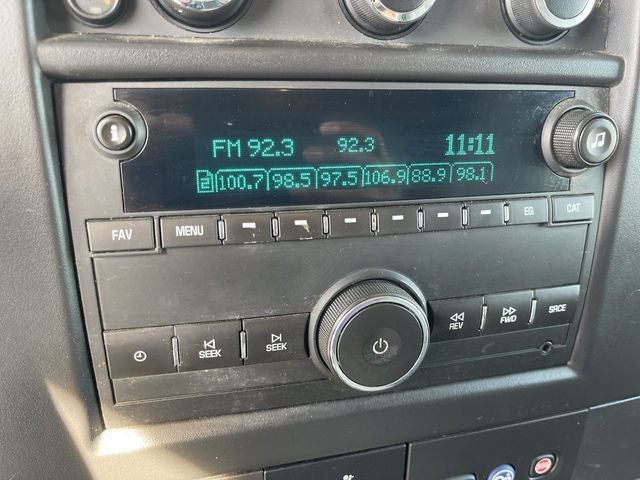 FM 92.3 92.3 11:11
2 100.7 98.5 97.5 106.9 88.9 98.1
FAV MENU EQ CAT
SEEK SEEK REV FWD SRCE